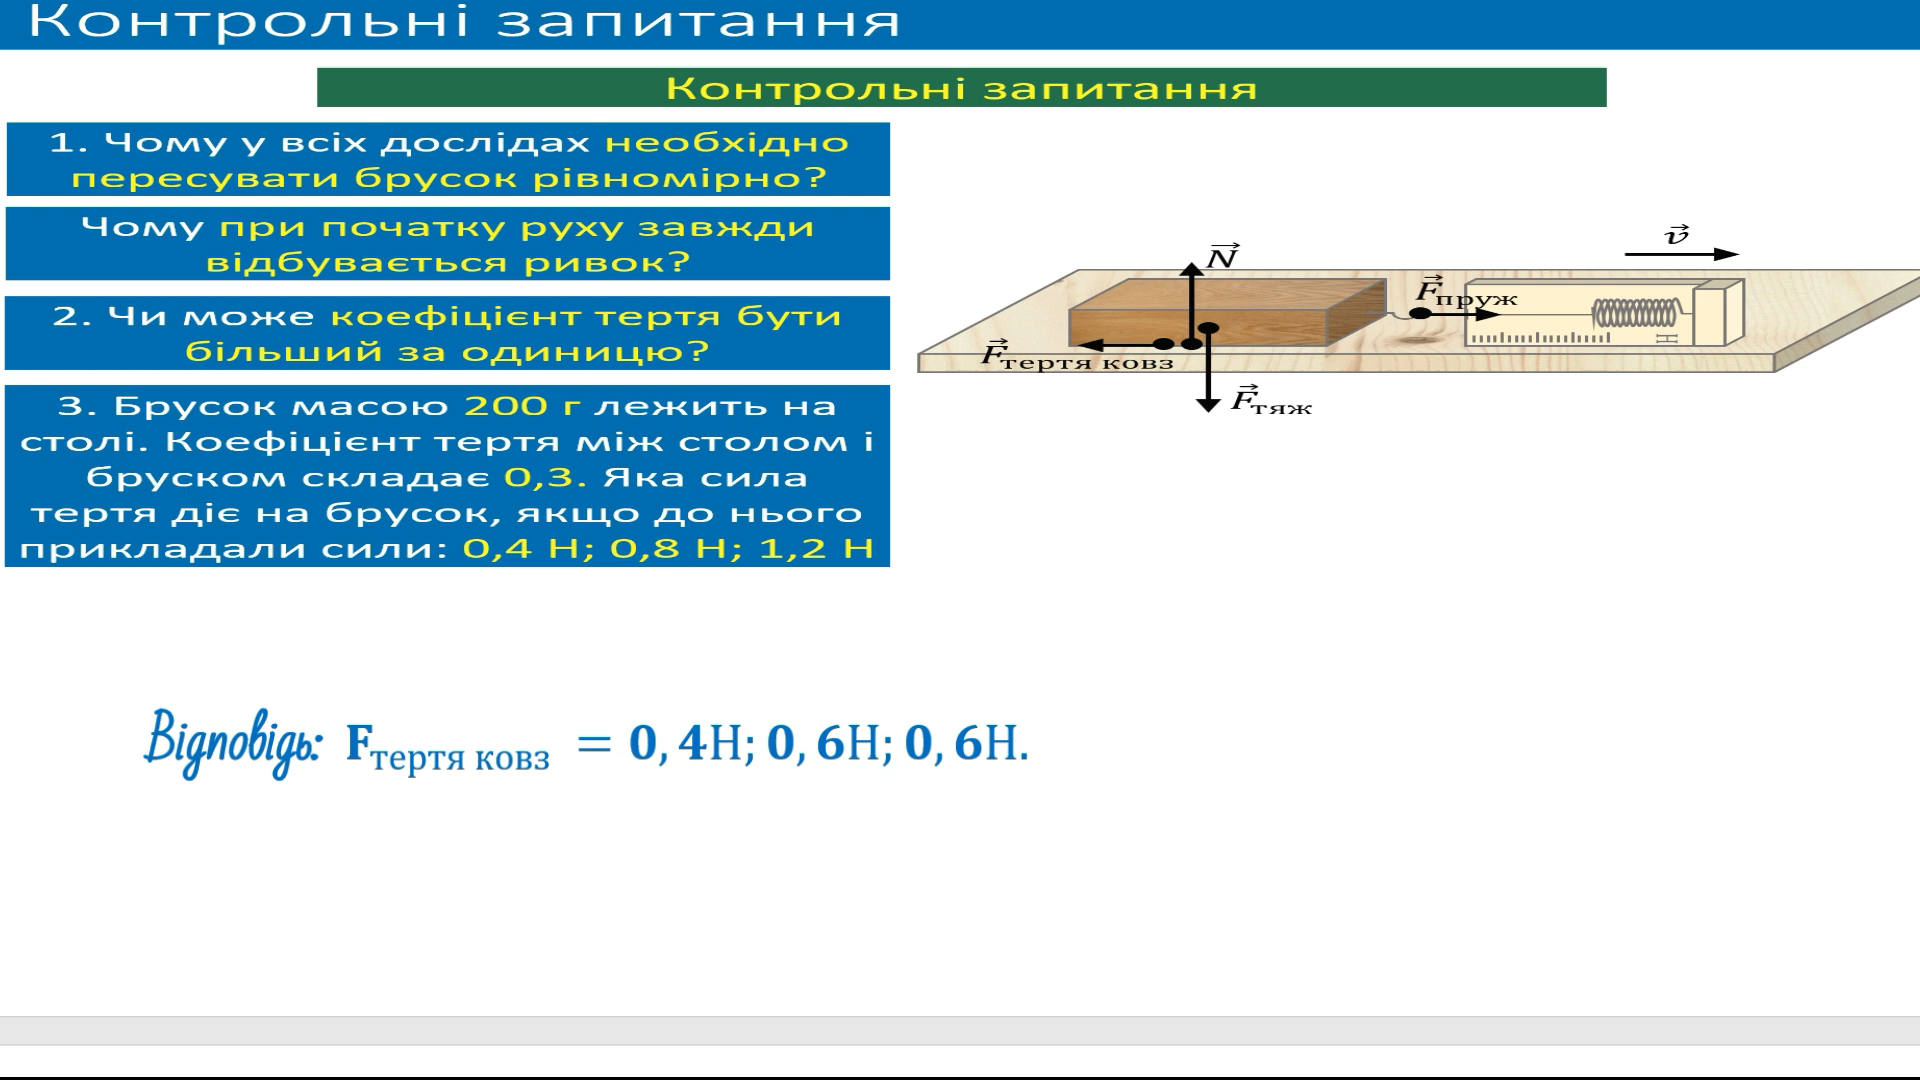 Контрольні запитання
Контрольні запитання
1. Чому у всіх дослідах необхідно
пересувати брусок рівномірно?
Чому при початку руху завжди
відбувається ривок?
2. Чи може коефіцієнт тертя бути
більший за одиницю?
3. Брусок масою 200 г лежить на
столі. Коефіцієнт тертя між столом і
бруском складає 0,3. Яка сила
тертя діє на брусок, якщо до нього
прикладали сили: 0,4 Н; 0,8 Н; 1,2 Н
v⃗
N⃗
F⃗пруж
Н
F⃗тертя ковз
F⃗тяж
Відповідь: Fтертя ковз = 0, 4Н; 0, 6Н; 0, 6Н.